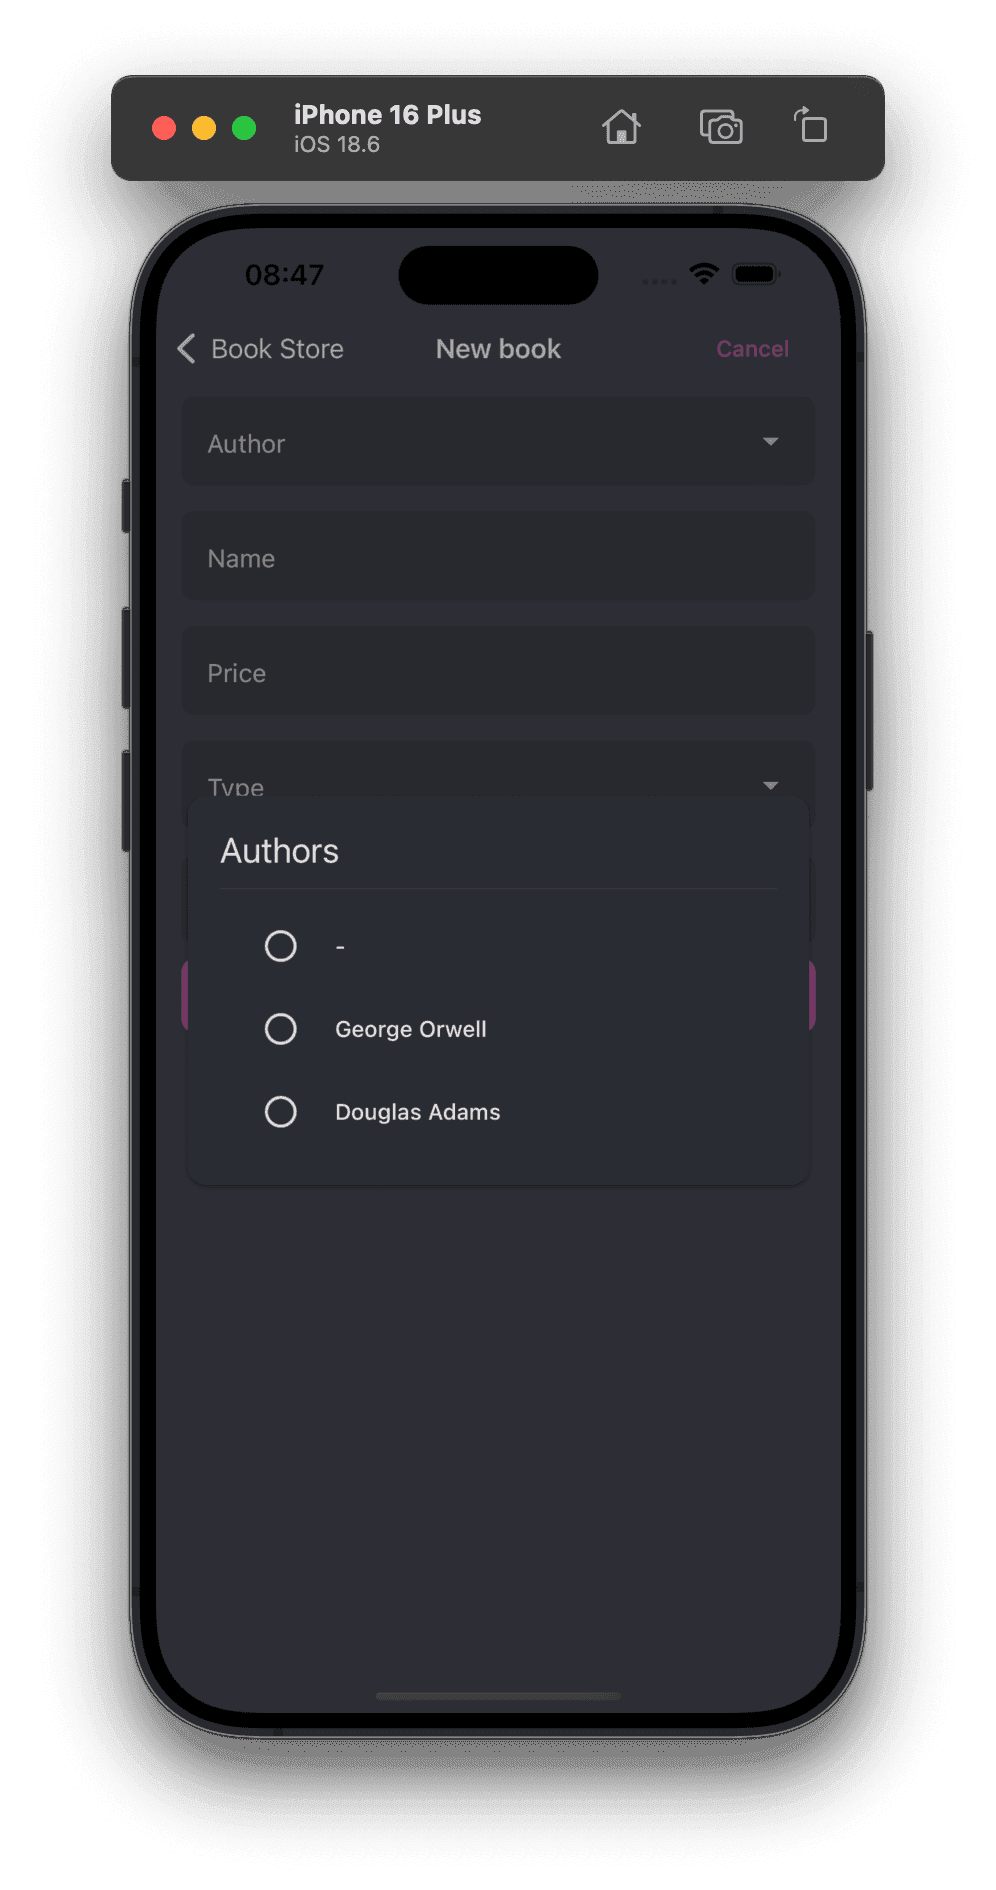 iPhone 16 Plus
iOS 18.6
08:47
Book Store
New book
Cancel
Author
Name
Price
Type
Authors
-
George Orwell
Douglas Adams